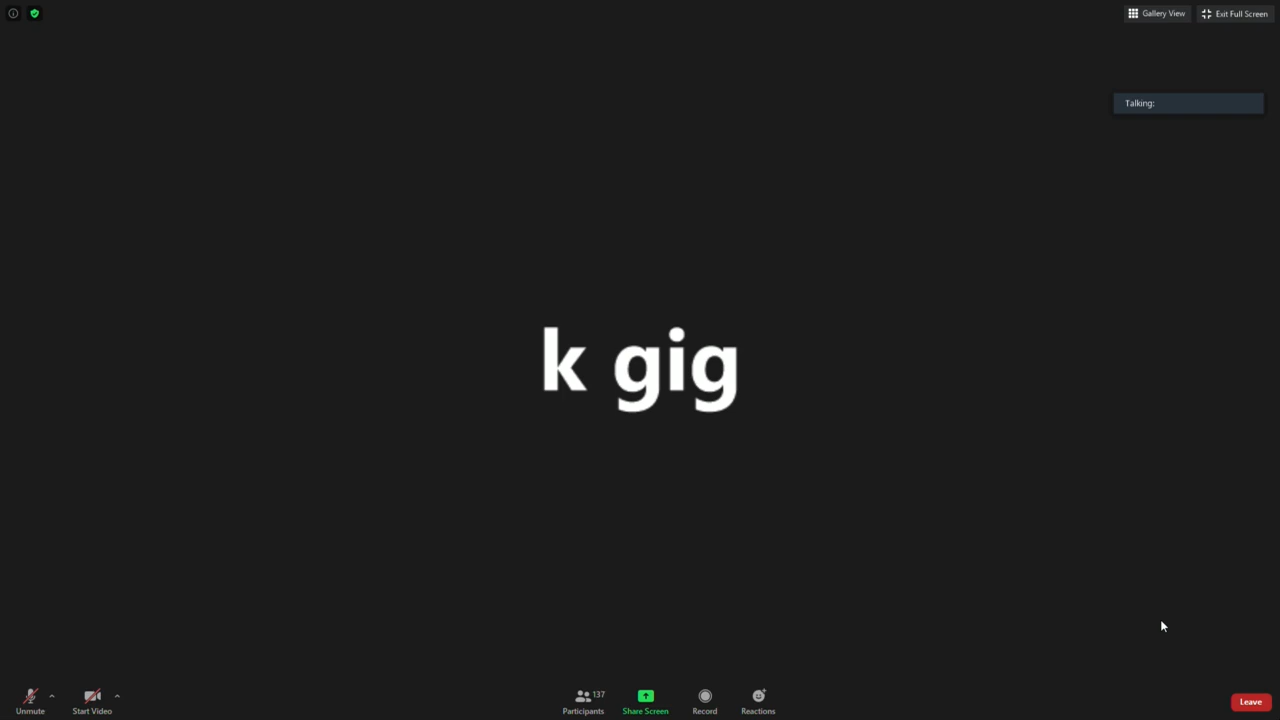 Gallery View
Exit Full Screen
Talking:
k gig
137
Unmute
Start Video
Participants
Share Screen
Record
Reactions
Leave